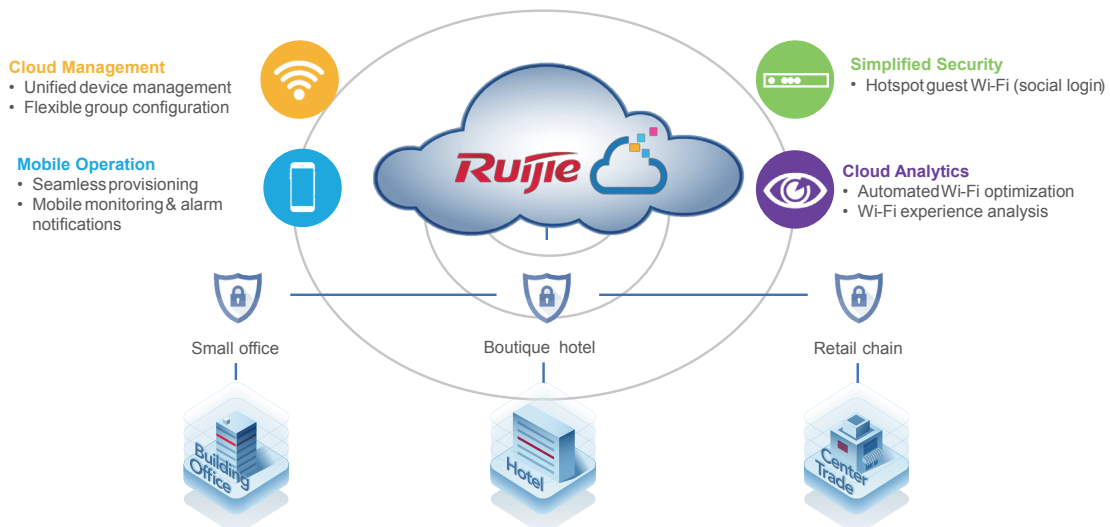 Cloud Management
• Unified device management
• Flexible group configuration
Mobile Operation
• Seamless provisioning
• Mobile monitoring & alarm
notifications
Ruijie
Simplified Security
• Hotspot guest Wi-Fi (social login)
Cloud Analytics
• Automated Wi-Fi optimization
• Wi-Fi experience analysis
Small office
Boutique hotel
Retail chain
Building
Office
Hotel
Center
Trade